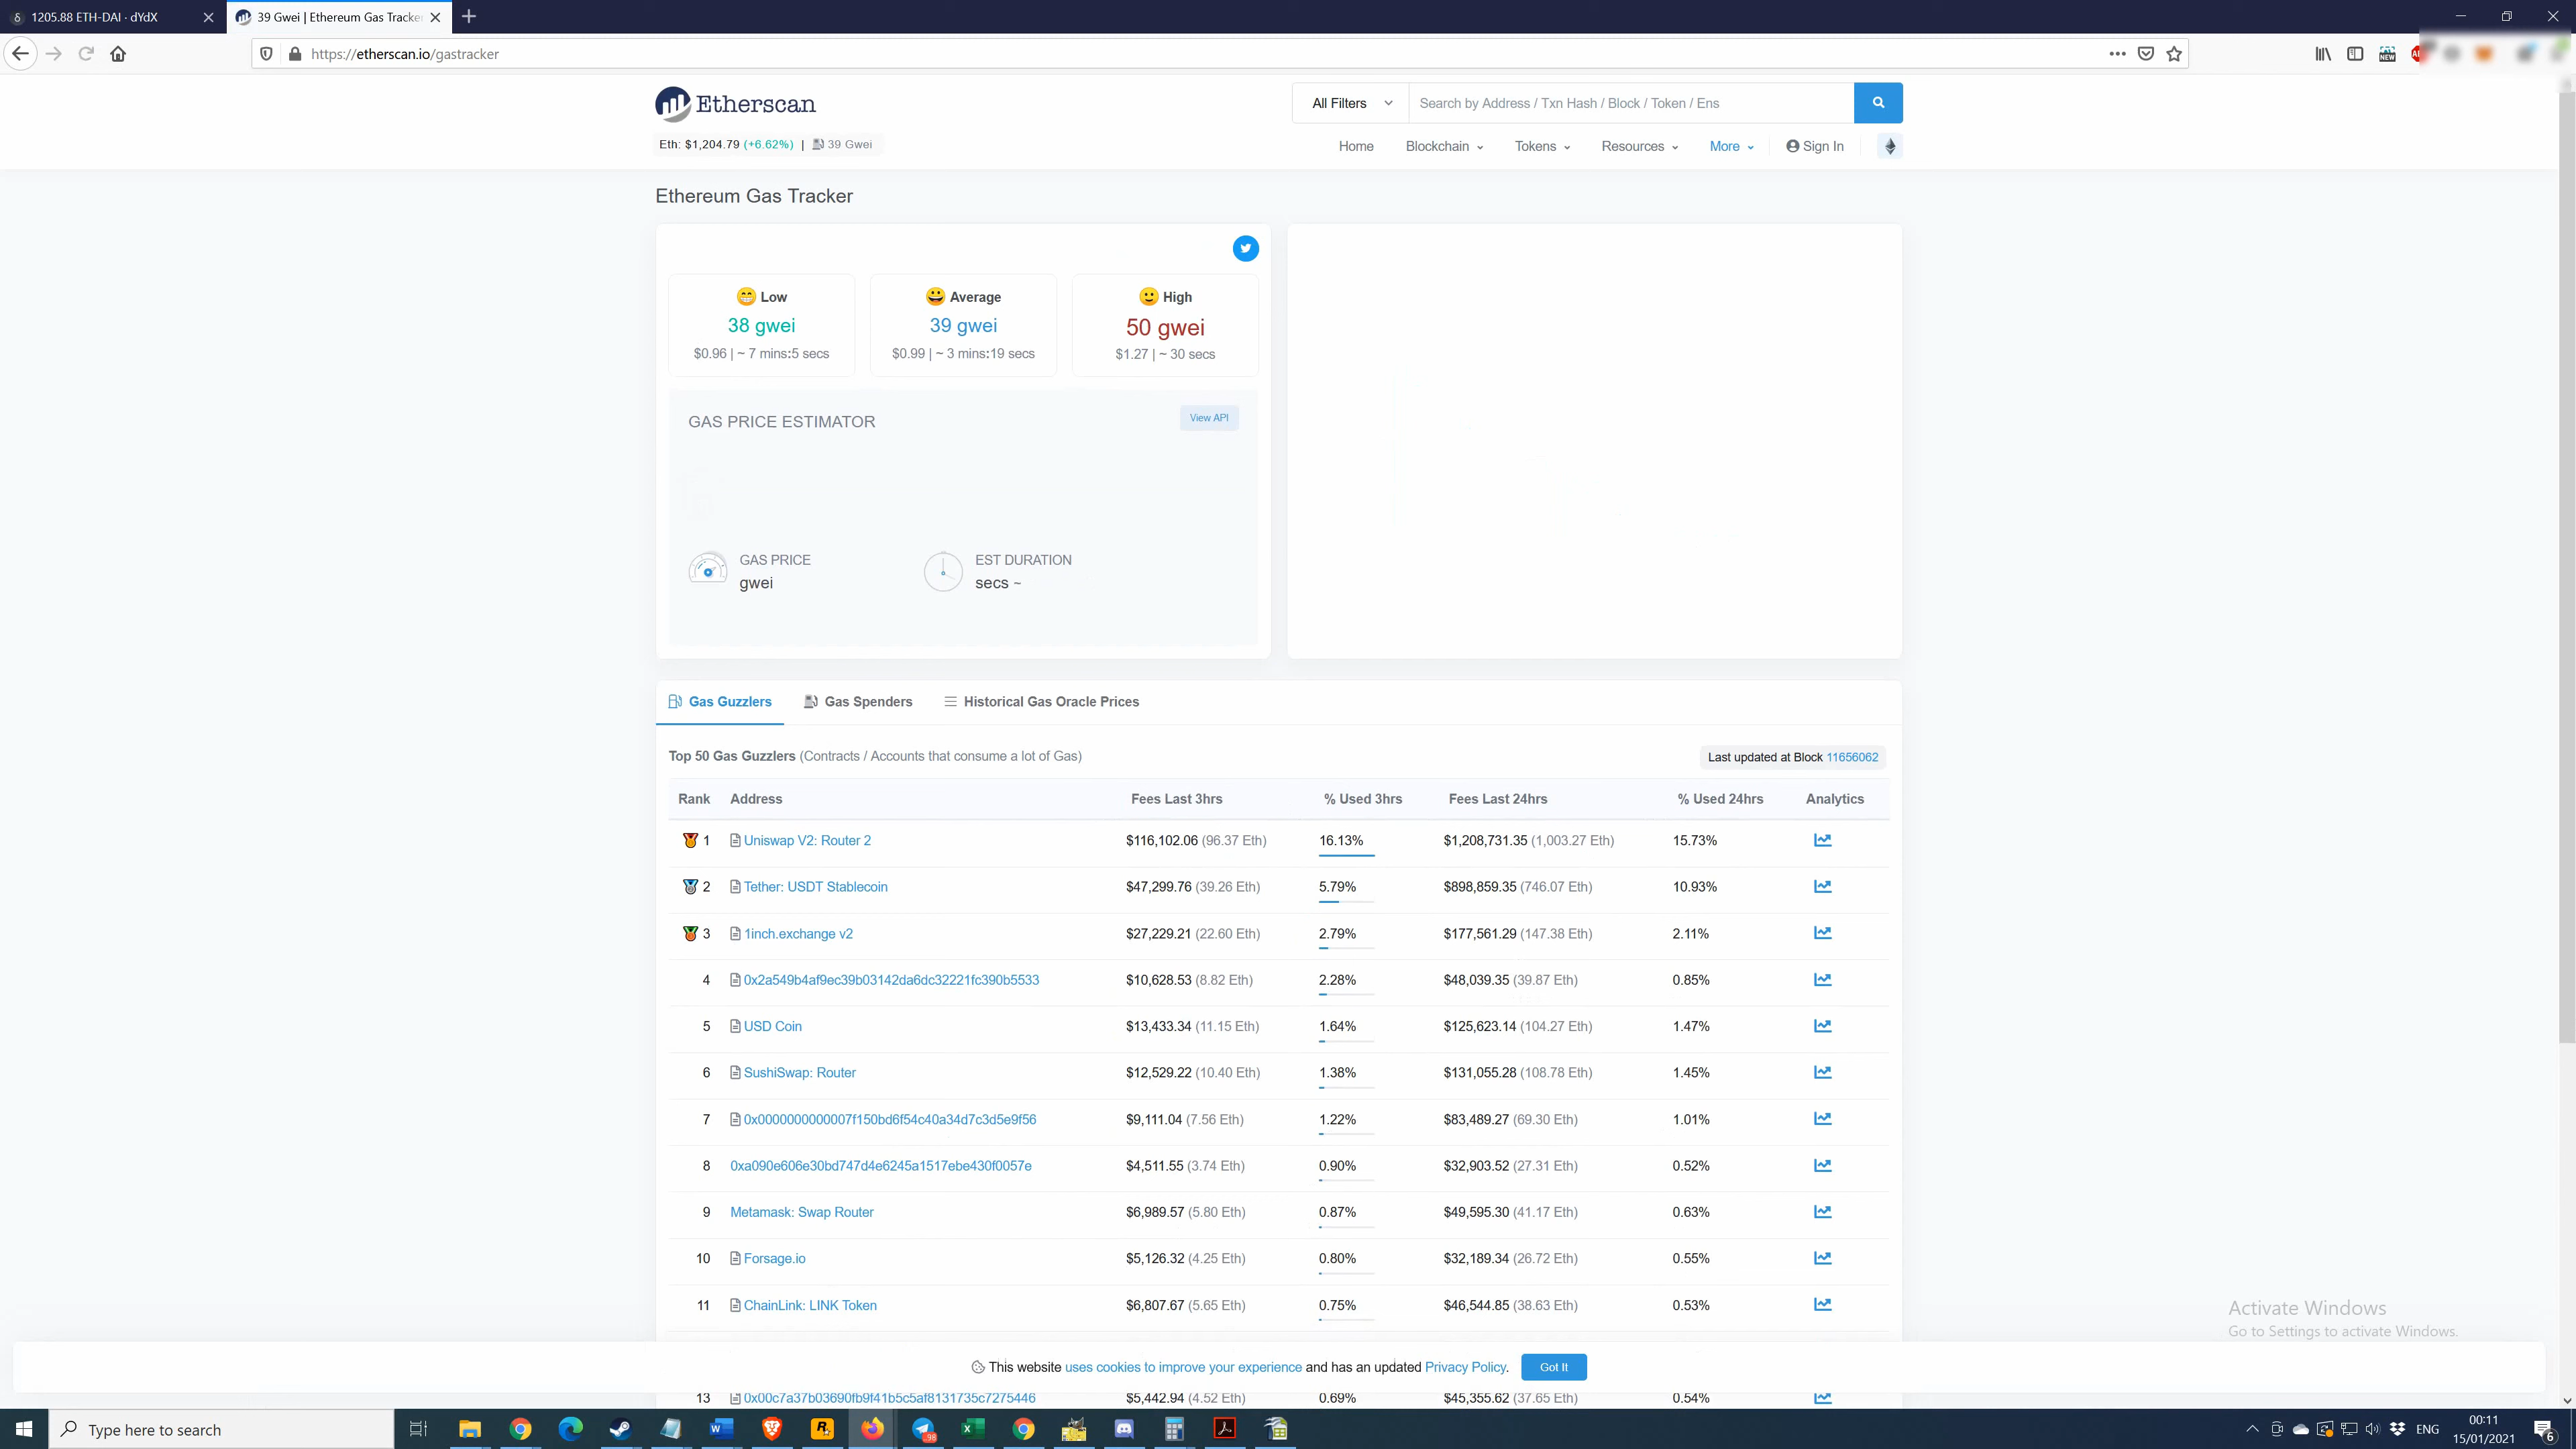 1205.88 ETH-DAI · dYdX
39 Gwei | Ethereum Gas Tracke
https://etherscan.io/gastracker
NEW
Etherscan
All Filters
Search by Address / Txn Hash / Block / Token / Ens
Eth: $1,204.79 (+6.62%) | 39 Gwei
Home Blockchain Tokens Resources More Sign In
Ethereum Gas Tracker
Low
38 gwei
$0.96 | ~ 7 mins:5 secs
Average
39 gwei
$0.99 | ~ 3 mins:19 secs
High
50 gwei
$1.27 | ~ 30 secs
GAS PRICE ESTIMATOR
View API
GAS PRICE
gwei
EST DURATION
secs ~
Gas Guzzlers Gas Spenders Historical Gas Oracle Prices
Top 50 Gas Guzzlers (Contracts / Accounts that consume a lot of Gas)
Last updated at Block 11656062
Rank Address Fees Last 3hrs % Used 3hrs Fees Last 24hrs % Used 24hrs Analytics
1 Uniswap V2: Router 2 $116,102.06 (96.37 Eth) 16.13% $1,208,731.35 (1,003.27 Eth) 15.73%
2 Tether: USDT Stablecoin $47,299.76 (39.26 Eth) 5.79% $898,859.35 (746.07 Eth) 10.93%
3 1inch.exchange v2 $27,229.21 (22.60 Eth) 2.79% $177,561.29 (147.38 Eth) 2.11%
4 0x2a549b4af9ec39b03142da6dc32221fc390b5533 $10,628.53 (8.82 Eth) 2.28% $48,039.35 (39.87 Eth) 0.85%
5 USD Coin $13,433.34 (11.15 Eth) 1.64% $125,623.14 (104.27 Eth) 1.47%
6 SushiSwap: Router $12,529.22 (10.40 Eth) 1.38% $131,055.28 (108.78 Eth) 1.45%
7 0x0000000000007f150bd6f54c40a34d7c3d5e9f56 $9,111.04 (7.56 Eth) 1.22% $83,489.27 (69.30 Eth) 1.01%
8 0xa090e606e30bd747d4e6245a1517ebe430f0057e $4,511.55 (3.74 Eth) 0.90% $32,903.52 (27.31 Eth) 0.52%
9 Metamask: Swap Router $6,989.57 (5.80 Eth) 0.87% $49,595.30 (41.17 Eth) 0.63%
10 Forsage.io $5,126.32 (4.25 Eth) 0.80% $32,189.34 (26.72 Eth) 0.55%
11 ChainLink: LINK Token $6,807.67 (5.65 Eth) 0.75% $46,544.85 (38.63 Eth) 0.53%
Activate Windows
Go to Settings to activate Windows.
This website uses cookies to improve your experience and has an updated Privacy Policy. Got It
13 0x00c7a37b03690fb9f41b5c5af8131735c7275446 $5,442.94 (4.52 Eth) 0.69% $45,355.62 (37.65 Eth) 0.54%
Type here to search
98
ENG
00:11
15/01/2021
6